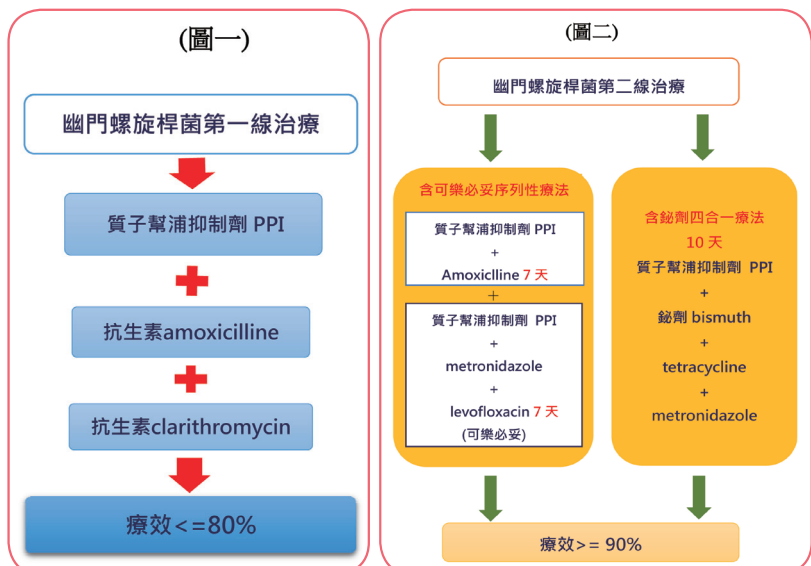 (圖一)
幽門螺旋桿菌第一線治療
質子幫浦抑制劑 PPI
抗生素amoxicilline
抗生素clarithromycin
療效<=80%
(圖二)
幽門螺旋桿菌第二線治療
含可樂必妥序列性療法
質子幫浦抑制劑 PPI
+
Amoxiclline 7 天
+
質子幫浦抑制劑 PPI
+
metronidazole
+
levofloxacin 7天
(可樂必妥)
含鉍劑四合一療法
10 天
質子幫浦抑制劑 PPI
+
鉍劑 bismuth
+
tetracycline
+
metronidazole
療效>= 90%